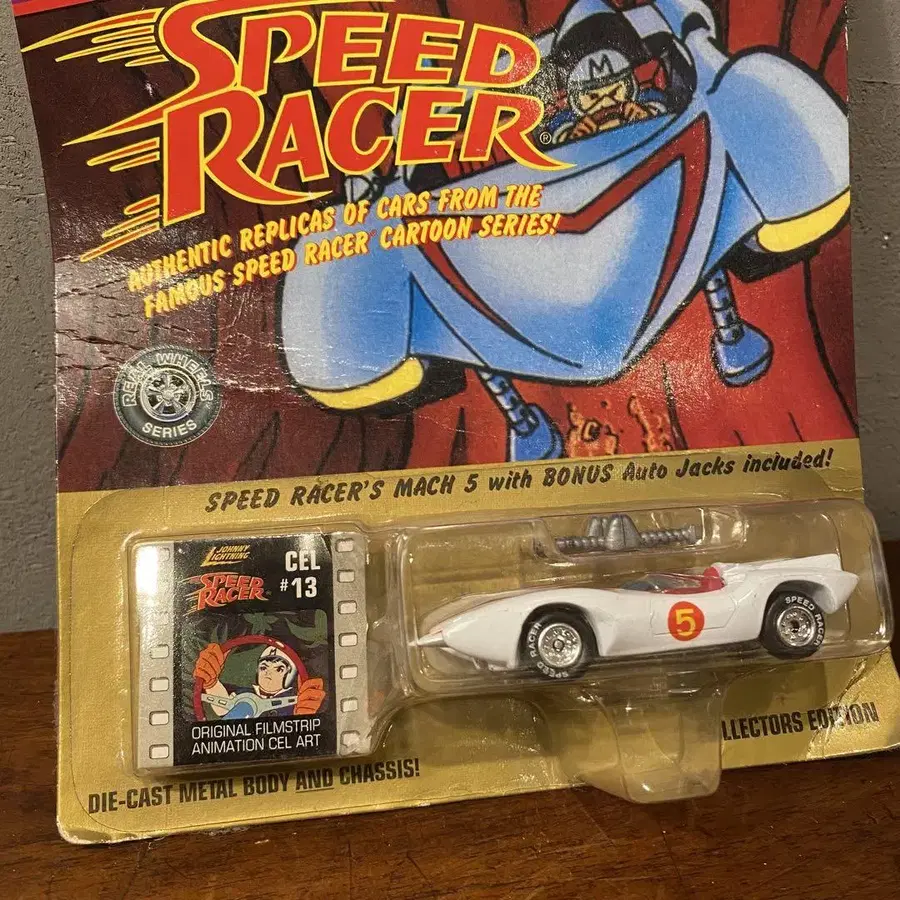 SPEED
RACER®
AUTHENTIC REPLICAS OF CARS FROM THE
FAMOUS SPEED RACER® CARTOON SERIES!
M
REAL WHEELS
SERIES
SPEED RACER'S MACH 5 with BONUS Auto Jacks included!
JOHNNY
LIGHTNING
SPEED
RACER
CEL
#13
ORIGINAL FILMSTRIP
ANIMATION CEL ART
5
SPEED RACER
SPEED RACER
LLECTORS EDITION
DIE-CAST METAL BODY AND CHASSIS!